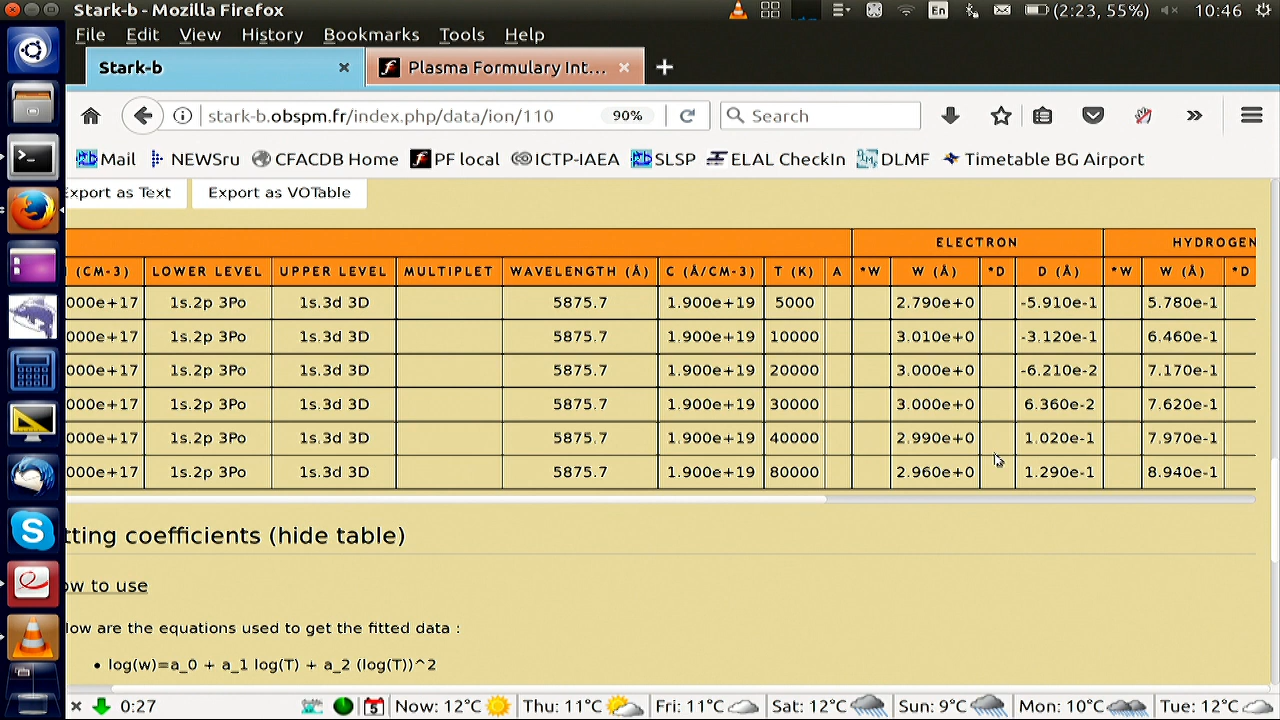 Stark-b - Mozilla Firefox
En
(2:23, 55%)
10:46
File Edit View History Bookmarks Tools Help
Stark-b
Plasma Formulary Int...
stark-b.obspm.fr/index.php/data/ion/110
90%
Search
Mail NEWSru CFACDB Home PF local ICTP-IAEA SLSP ELAL CheckIn DLMF Timetable BG Airport
xport as Text Export as VOTable
ELECTRON HYDROGEN
(CM-3) LOWER LEVEL UPPER LEVEL MULTIPLET WAVELENGTH (Å) C (Å/CM-3) T (K) A *W W (Å) *D D (Å) *W W (Å) *D
000e+17 1s.2p 3Po 1s.3d 3D 5875.7 1.900e+19 5000 2.790e+0 -5.910e-1 5.780e-1
000e+17 1s.2p 3Po 1s.3d 3D 5875.7 1.900e+19 10000 3.010e+0 -3.120e-1 6.460e-1
000e+17 1s.2p 3Po 1s.3d 3D 5875.7 1.900e+19 20000 3.000e+0 -6.210e-2 7.170e-1
000e+17 1s.2p 3Po 1s.3d 3D 5875.7 1.900e+19 30000 3.000e+0 6.360e-2 7.620e-1
000e+17 1s.2p 3Po 1s.3d 3D 5875.7 1.900e+19 40000 2.990e+0 1.020e-1 7.970e-1
000e+17 1s.2p 3Po 1s.3d 3D 5875.7 1.900e+19 80000 2.960e+0 1.290e-1 8.940e-1
tting coefficients (hide table)
ow to use
low are the equations used to get the fitted data :
• log(w)=a_0 + a_1 log(T) + a_2 (log(T))^2
0:27 5 Now: 12°C Thu: 11°C Fri: 11°C Sat: 12°C Sun: 9°C Mon: 10°C Tue: 12°C